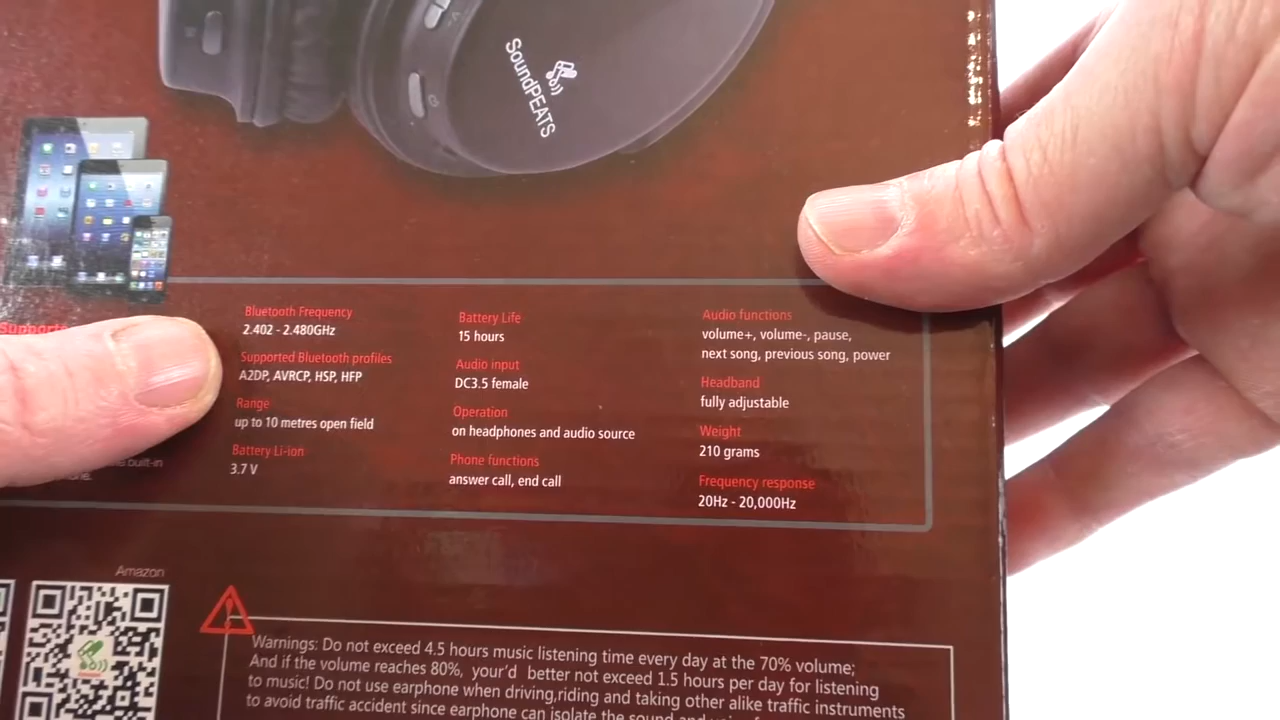 SoundPEATS
Supports
Bluetooth Frequency
2.402 - 2.480GHz
Supported Bluetooth profiles
A2DP, AVRCP, HSP, HFP
Range
up to 10 metres open field
Battery Li-ion
3.7 V
built-in
Battery Life
15 hours
Audio input
DC3.5 female
Operation
on headphones and audio source
Phone functions
answer call, end call
Audio functions
volume+, volume-, pause,
next song, previous song, power
Headband
fully adjustable
Weight
210 grams
Frequency response
20Hz - 20,000Hz
Amazon
Warnings: Do not exceed 4.5 hours music listening time every day at the 70% volume;
And if the volume reaches 80%, your'd better not exceed 1.5 hours per day for listening
to music! Do not use earphone when driving,riding and taking other alike traffic instruments
to avoid traffic accident since earphone can isolate the sound and